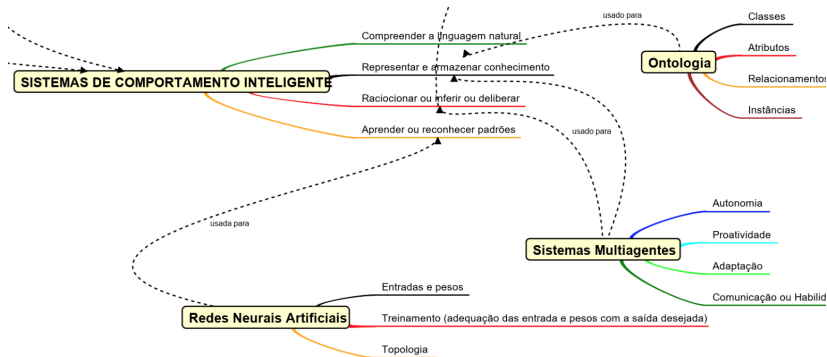 Classes
usado para
Compreender a linguagem natural
Atributos
Ontologia
Representar e armazenar conhecimento
SISTEMAS DE COMPORTAMENTO INTELIGENTE
Relacionamentos
Raciocionar ou inferir ou deliberar
Instâncias
Aprender ou reconhecer padrões
usado para
Autonomia
usada para
Proatividade
Sistemas Multiagentes
Adaptação
Entradas e pesos
Comunicação ou Habilid
Redes Neurais Artificiais
Treinamento (adequação das entrada e pesos com a saída desejada)
Topologia